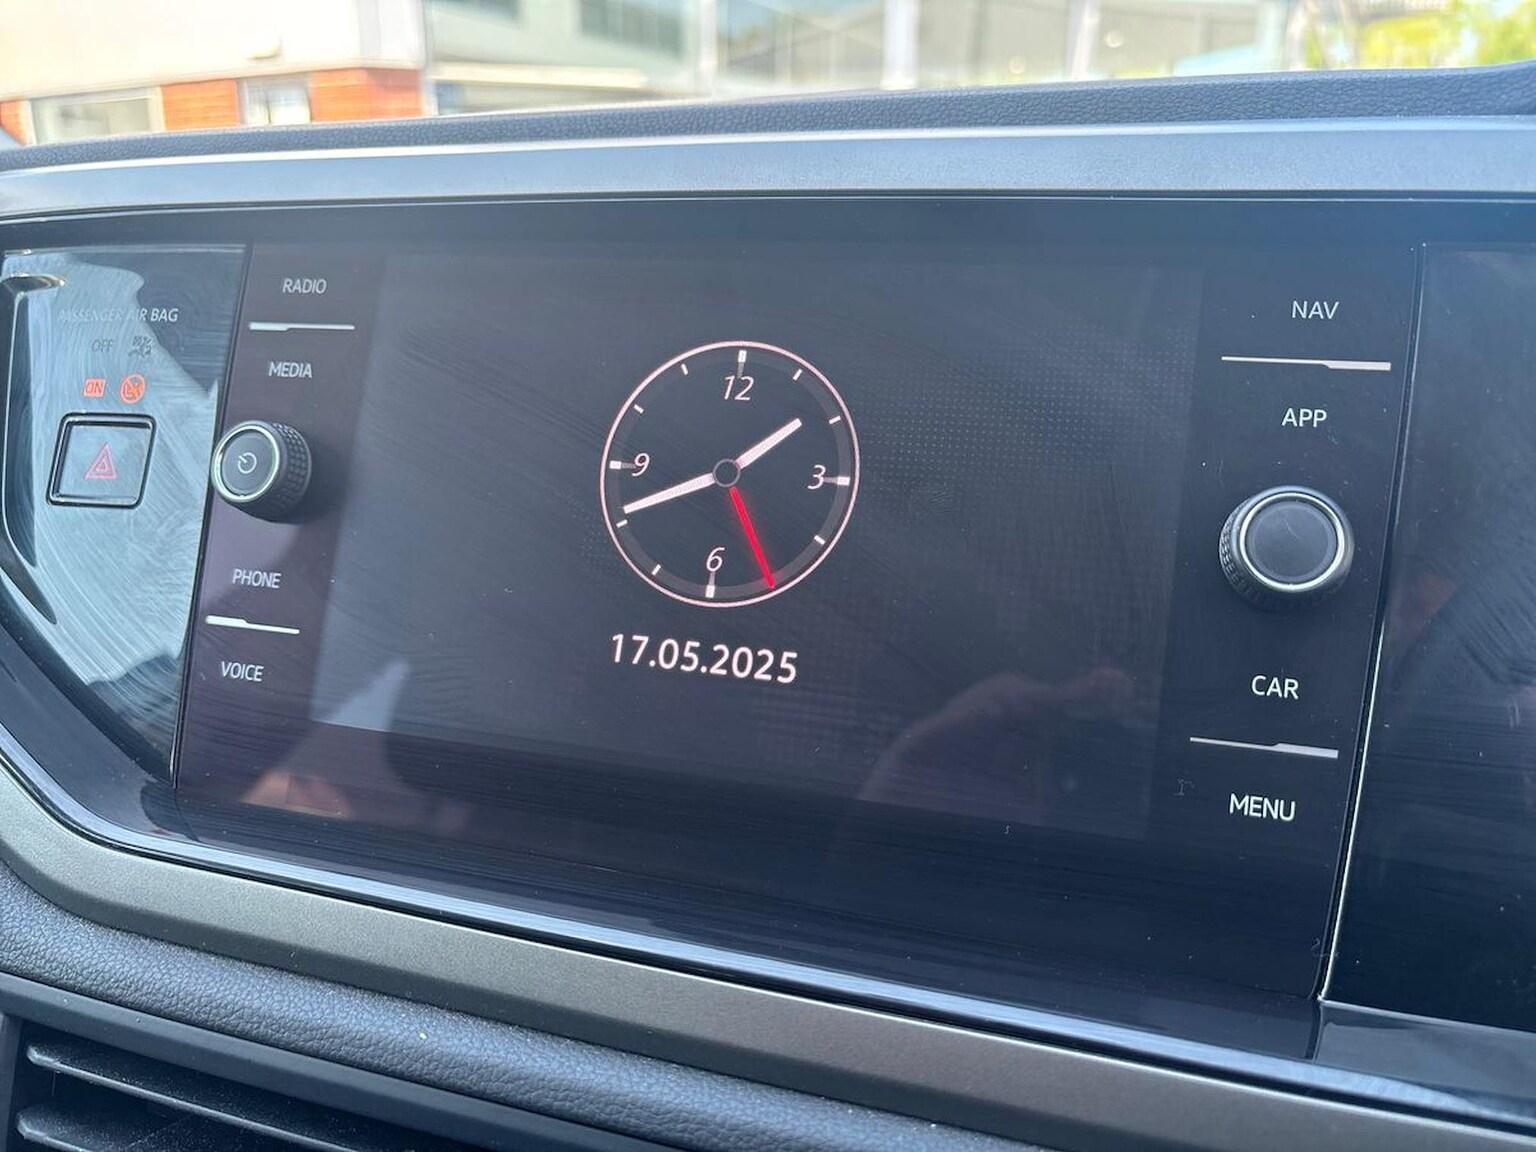 PASSENGER AIR BAG
OFF
ON
RADIO
MEDIA
PHONE
VOICE
12
9
3
6
17.05.2025
NAV
APP
CAR
MENU